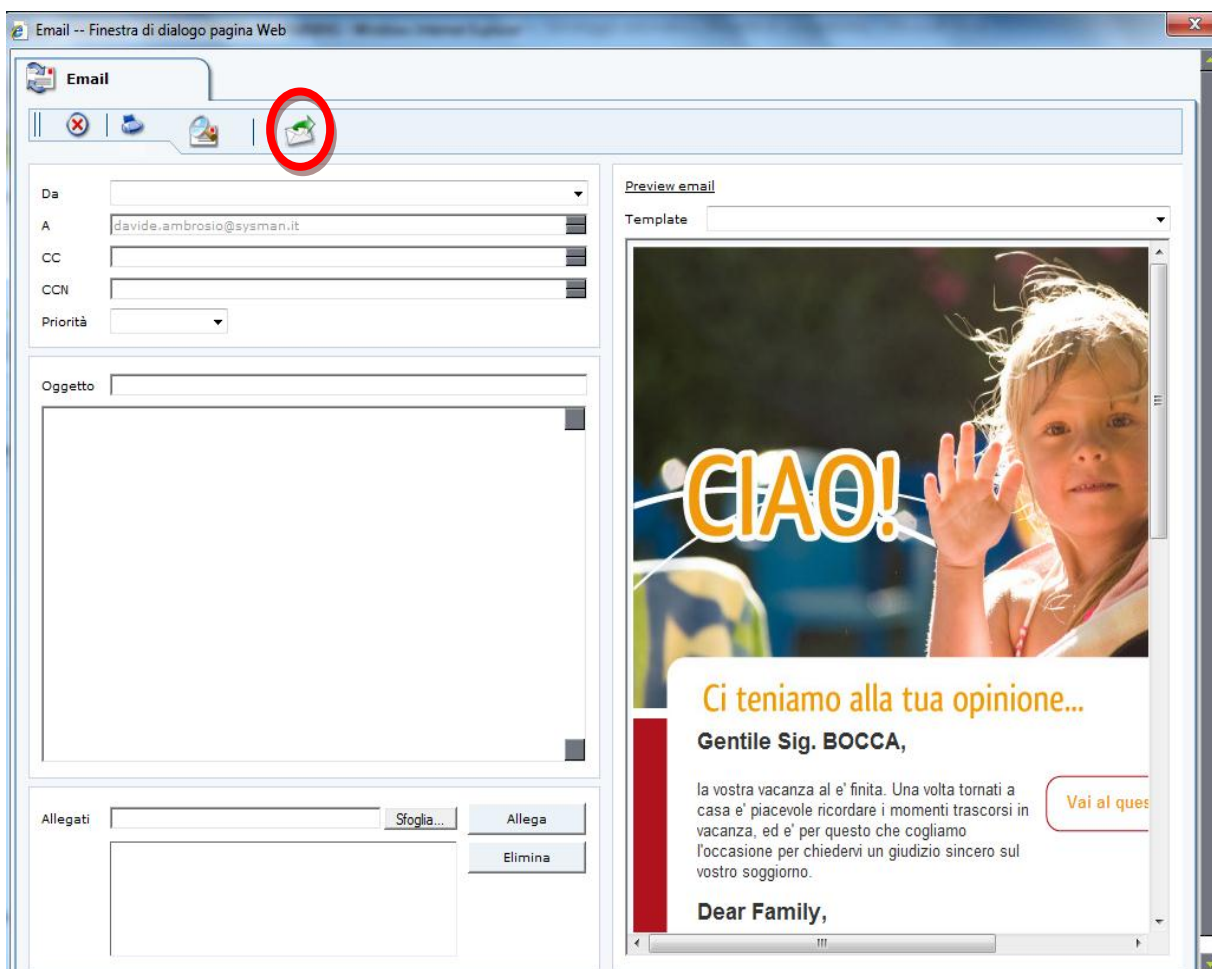 Email -- Finestra di dialogo pagina Web
X
Email
Da
A davide.ambrosio@sysman.it
CC
CCN
Priorità
Oggetto
Allegati Sfoglia... Allega
Elimina
Preview email
Template
CIAO!
Ci teniamo alla tua opinione...
Gentile Sig. BOCCA,
la vostra vacanza al e' finita. Una volta tornati a
casa e' piacevole ricordare i momenti trascorsi in
vacanza, ed e' per questo che cogliamo
l'occasione per chiedervi un giudizio sincero sul
vostro soggiorno.
Vai al ques
Dear Family,